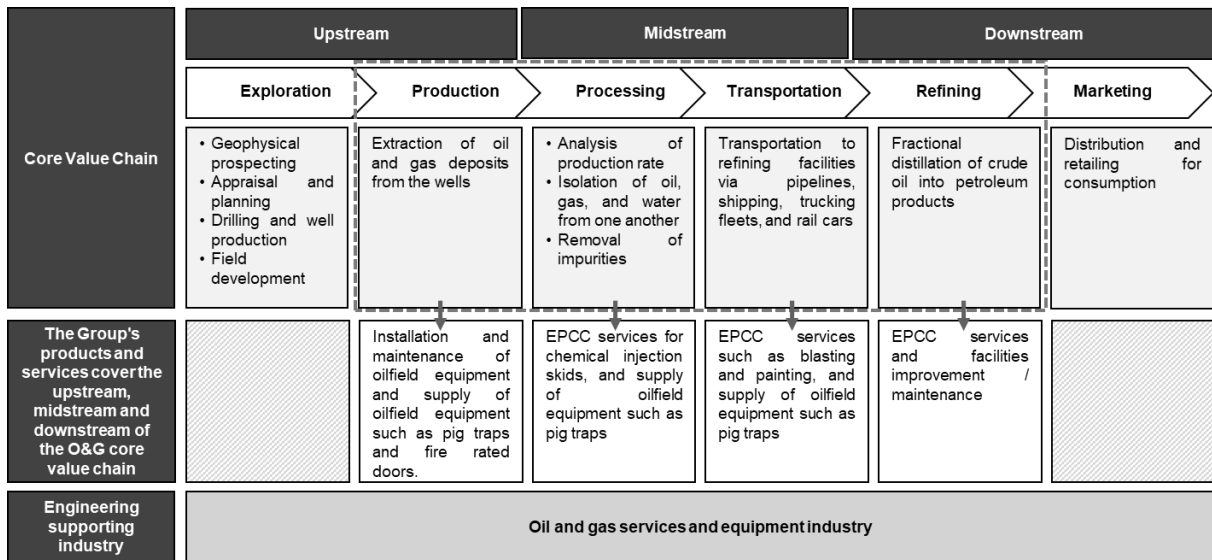 Upstream
Midstream
Downstream
Core Value Chain
Exploration
Production
Processing
Transportation
Refining
Marketing
• Geophysical
prospecting
• Appraisal and
planning
• Drilling and well
production
• Field
development
Extraction of oil
and gas deposits
from the wells
• Analysis of
production rate
• Isolation of oil,
gas, and water
from one another
• Removal of
impurities
Transportation to
refining facilities
via pipelines,
shipping, trucking
fleets, and rail cars
Fractional
distillation of crude
oil into petroleum
products
Distribution and
retailing for
consumption
The Group's
products and
services cover the
upstream,
midstream and
downstream of
the O&G core
value chain
Installation and
maintenance of
oilfield equipment
and supply of
oilfield equipment
such as pig traps
and fire rated
doors.
EPCC services for
chemical injection
skids, and supply
of oilfield
equipment such as
pig traps
EPCC services
such as blasting
and painting, and
supply of oilfield
equipment such as
pig traps
EPCC services
and facilities
improvement /
maintenance
Engineering
supporting
industry
Oil and gas services and equipment industry